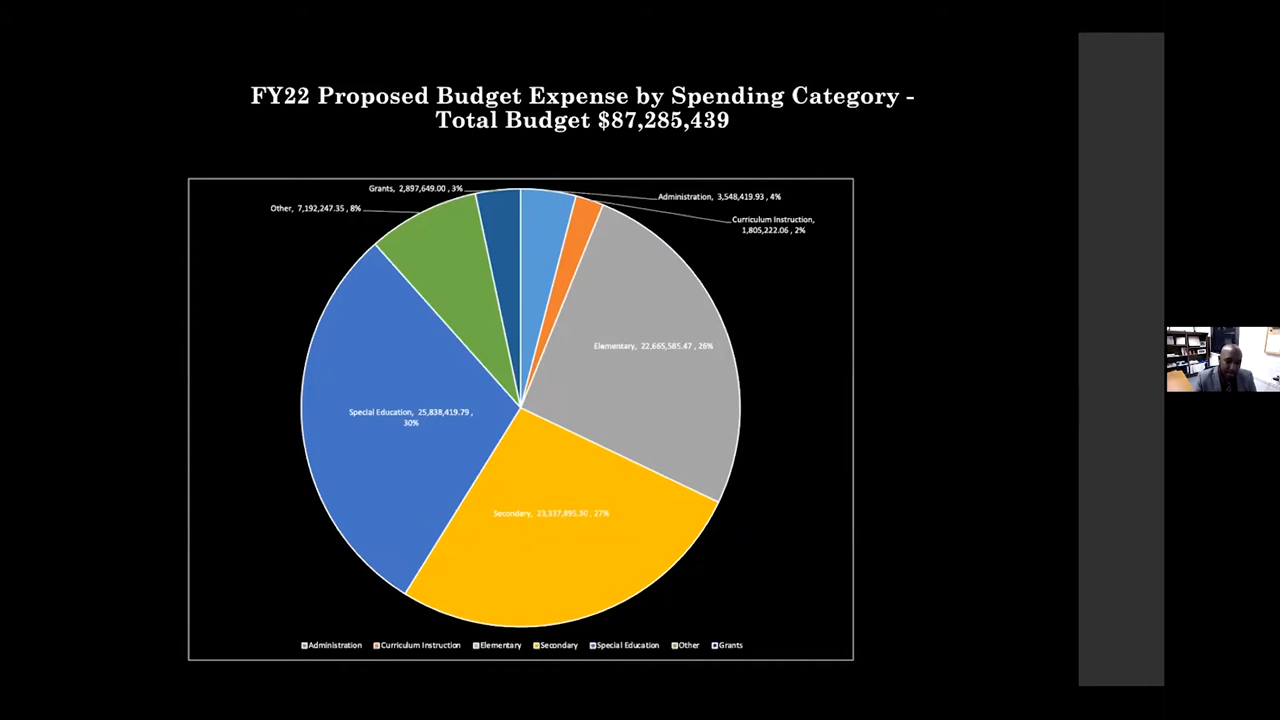 FY22 Proposed Budget Expense by Spending Category -
Total Budget $87,285,439
Grants, 2,897,649.00 , 3%
Administration, 3,548,419.93 , 4%
Other, 7,192,247.35 , 8%
Curriculum Instruction,
1,805,222.06 , 2%
Elementary, 22,665,585.47 , 26%
Special Education, 25,838,419.79 ,
30%
Secondary, 23,337,895.30 , 27%
Administration
Curriculum Instruction
Elementary
Secondary
Special Education
Other
Grants